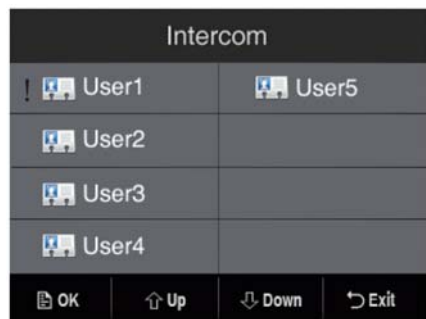 Intercom
! User1 User5
User2
User3
User4
OK Up Down Exit